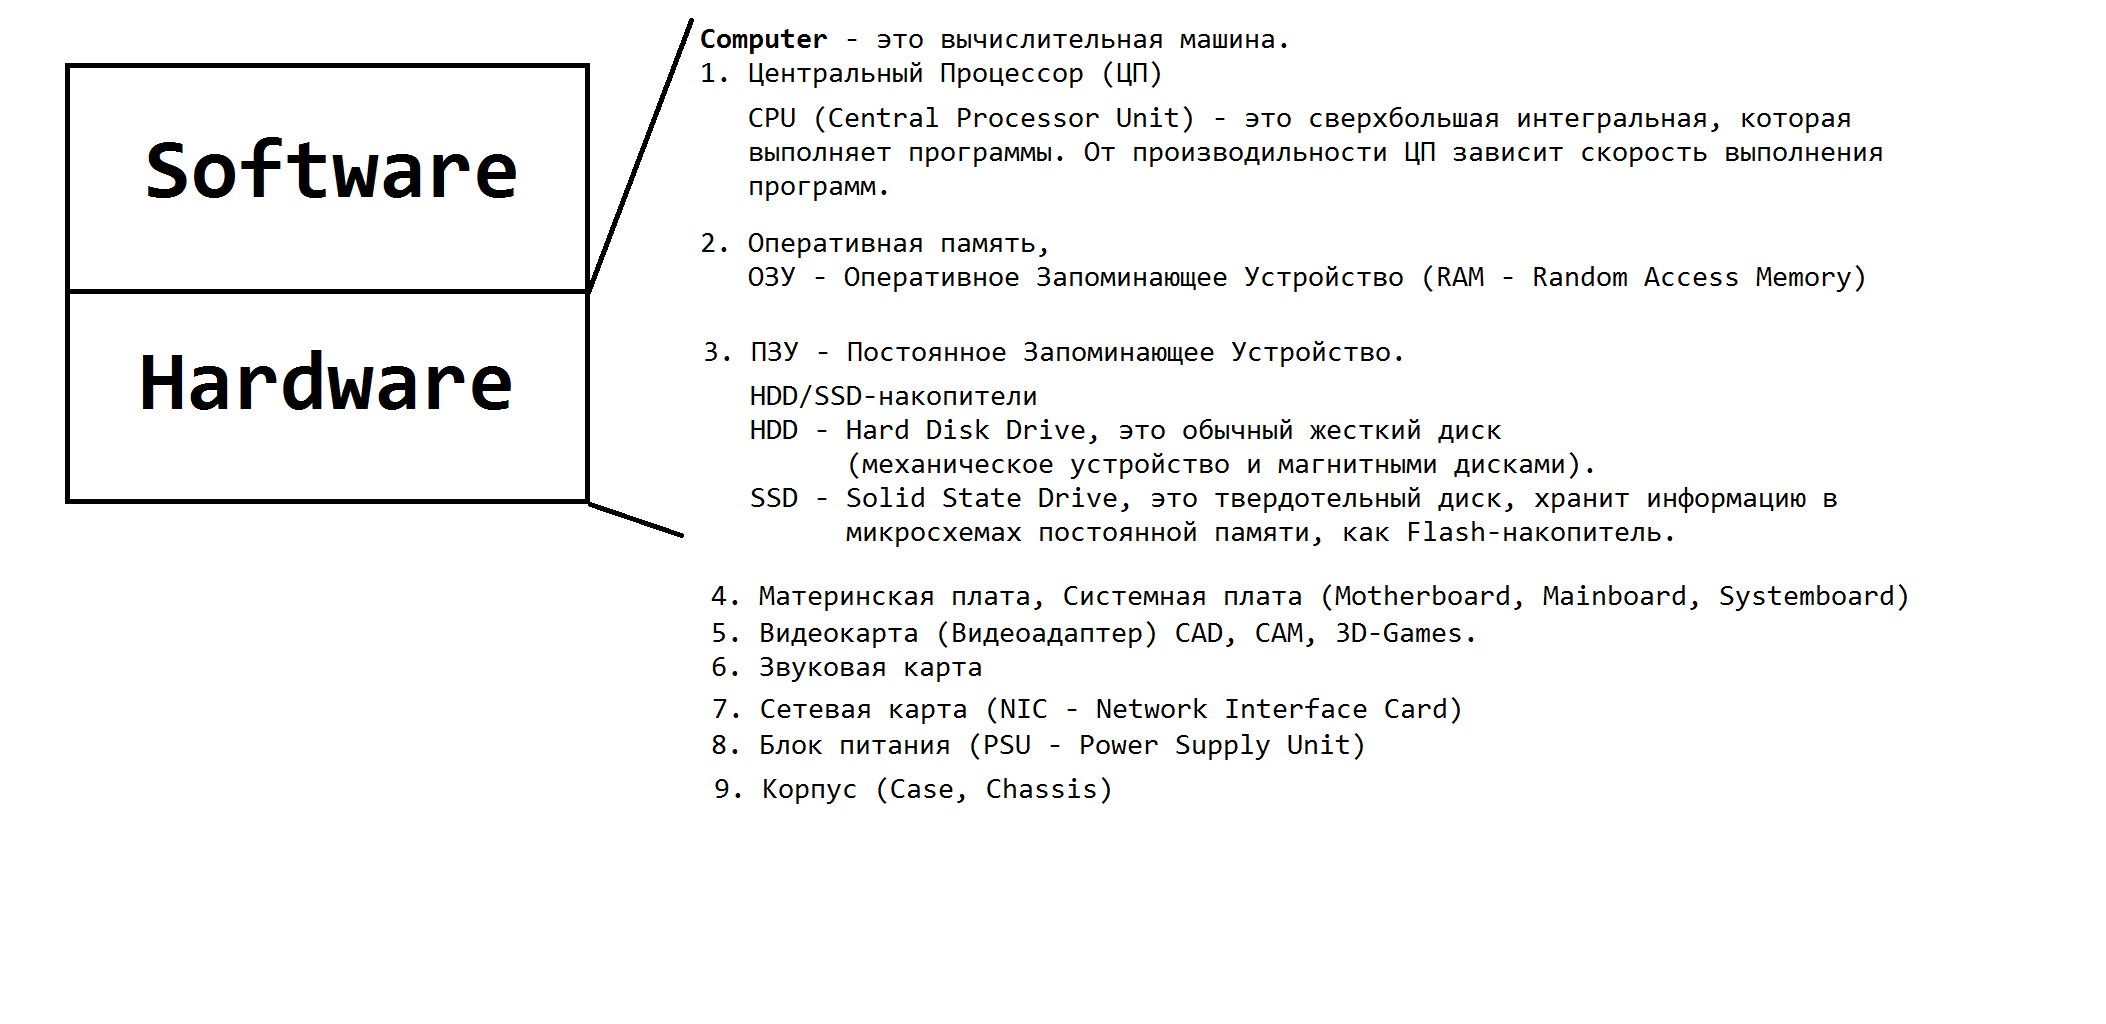 Software
Hardware
Computer - это вычислительная машина.
1. Центральный Процессор (ЦП)
CPU (Central Processor Unit) - это сверхбольшая интегральная, которая
выполняет программы. От производильности ЦП зависит скорость выполнения
программ.
2. Оперативная память,
ОЗУ - Оперативное Запоминающее Устройство (RAM - Random Access Memory)
3. ПЗУ - Постоянное Запоминающее Устройство.
HDD/SSD-накопители
HDD - Hard Disk Drive, это обычный жесткий диск
(механическое устройство и магнитными дисками).
SSD - Solid State Drive, это твердотельный диск, хранит информацию в
микросхемах постоянной памяти, как Flash-накопитель.
4. Материнская плата, Системная плата (Motherboard, Mainboard, Systemboard)
5. Видеокарта (Видеоадаптер) CAD, CAM, 3D-Games.
6. Звуковая карта
7. Сетевая карта (NIC - Network Interface Card)
8. Блок питания (PSU - Power Supply Unit)
9. Корпус (Case, Chassis)